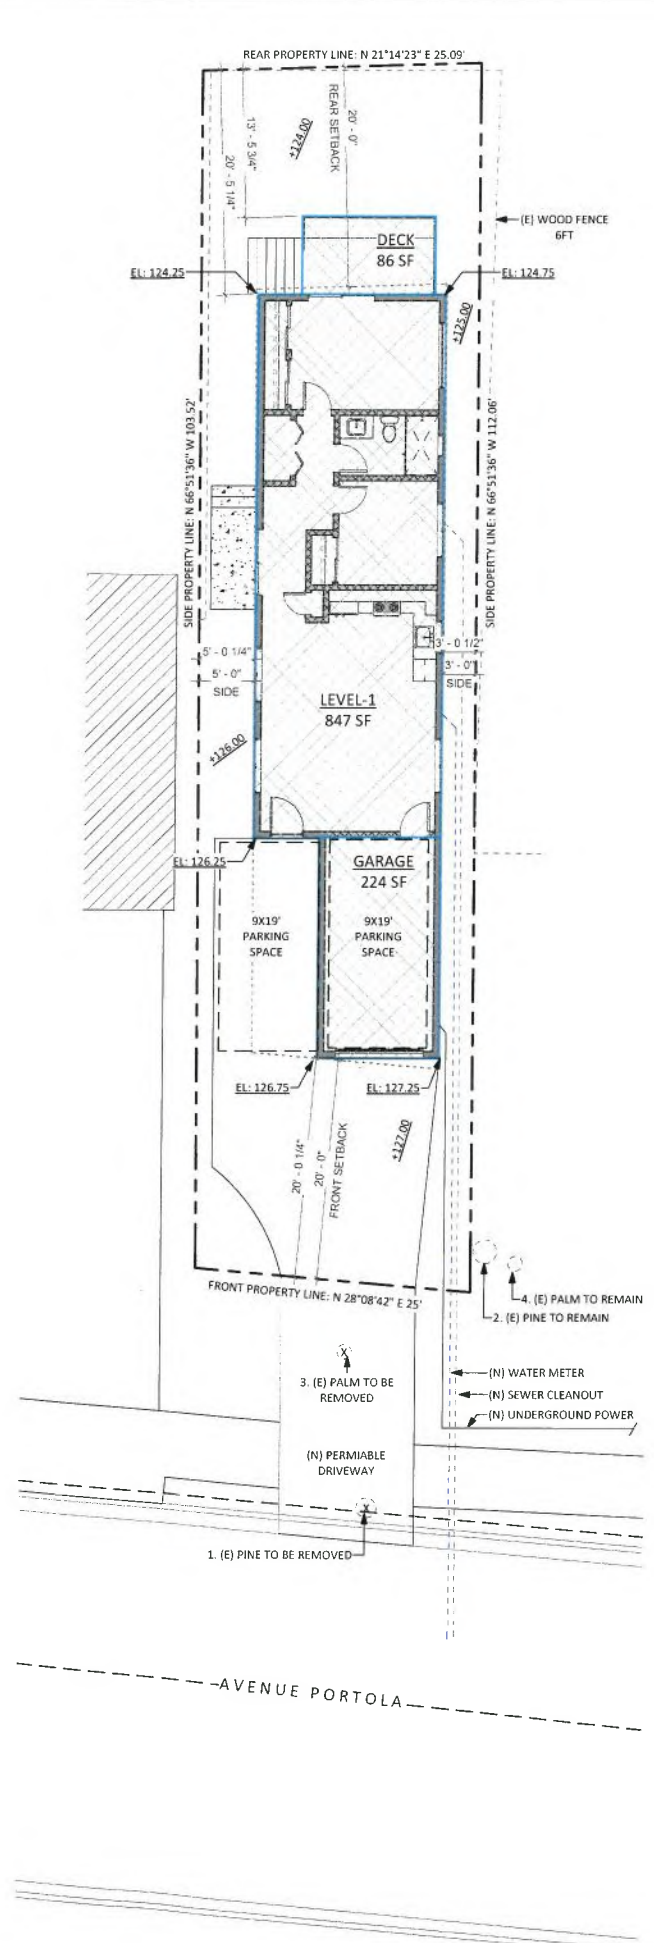 REAR PROPERTY LINE: N 21°14'23" E 25.09'
20' - 0"
REAR SETBACK
+124.00
13' - 5 3/4"
20' - 5 1/4"
(E) WOOD FENCE
6FT
DECK
86 SF
EL: 124.25
EL: 124.75
+125.00
SIDE PROPERTY LINE: N 66°51'36" W 103.52'
SIDE PROPERTY LINE: N 66°51'36" W 112.06'
5' - 0 1/4"
5' - 0"
SIDE
3' - 0 1/2"
3' - 0"
SIDE
LEVEL-1
847 SF
+126.00
EL: 126.25
GARAGE
224 SF
9X19'
PARKING
SPACE
9X19'
PARKING
SPACE
EL: 126.75
EL: 127.25
20' - 0 1/4"
20' - 0"
FRONT SETBACK
+127.00
FRONT PROPERTY LINE: N 28°08'42" E 25'
4. (E) PALM TO REMAIN
2. (E) PINE TO REMAIN
X
3. (E) PALM TO BE
REMOVED
(N) WATER METER
(N) SEWER CLEANOUT
(N) UNDERGROUND POWER
(N) PERMIABLE
DRIVEWAY
X
1. (E) PINE TO BE REMOVED
AVENUE PORTOLA